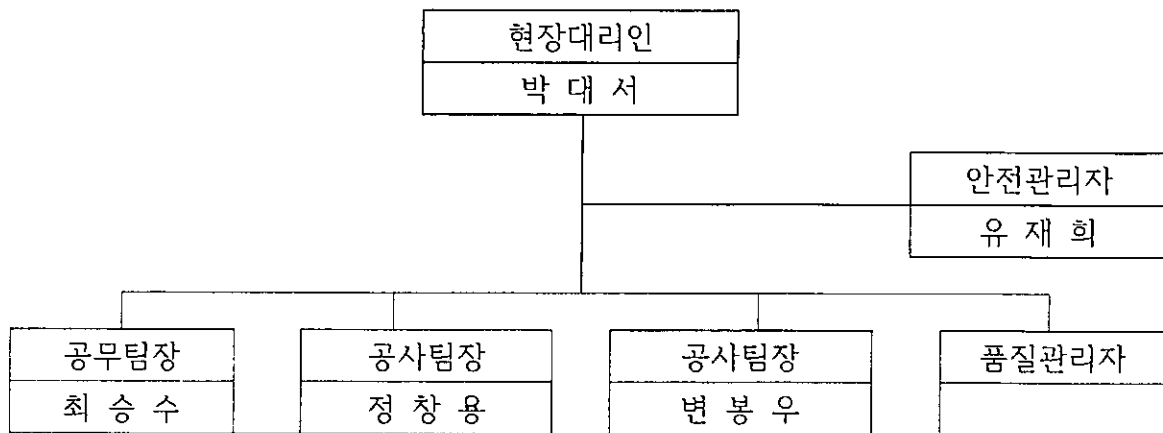 현장대리인
박 대 서
안전관리자
유 재 희
공무팀장
최 승 수
공사팀장
정 창 용
공사팀장
변 봉 우
품질관리자